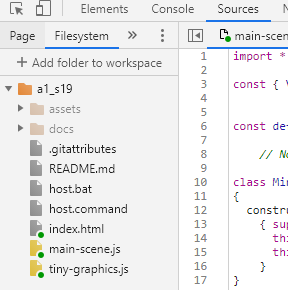 Elements Console Sources
Page Filesystem
main-scen
+ Add folder to workspace
a1_s19
assets
docs
.gitattributes
README.md
host.bat
host.command
index.html
main-scene.js
tiny-graphics.js
1 import *
2
3 const {
4
5
6 const de
7
8 // No
9
10 class Min
11 {
12 constru
13 { sup
14 thi
15 thi
16 }
17 }